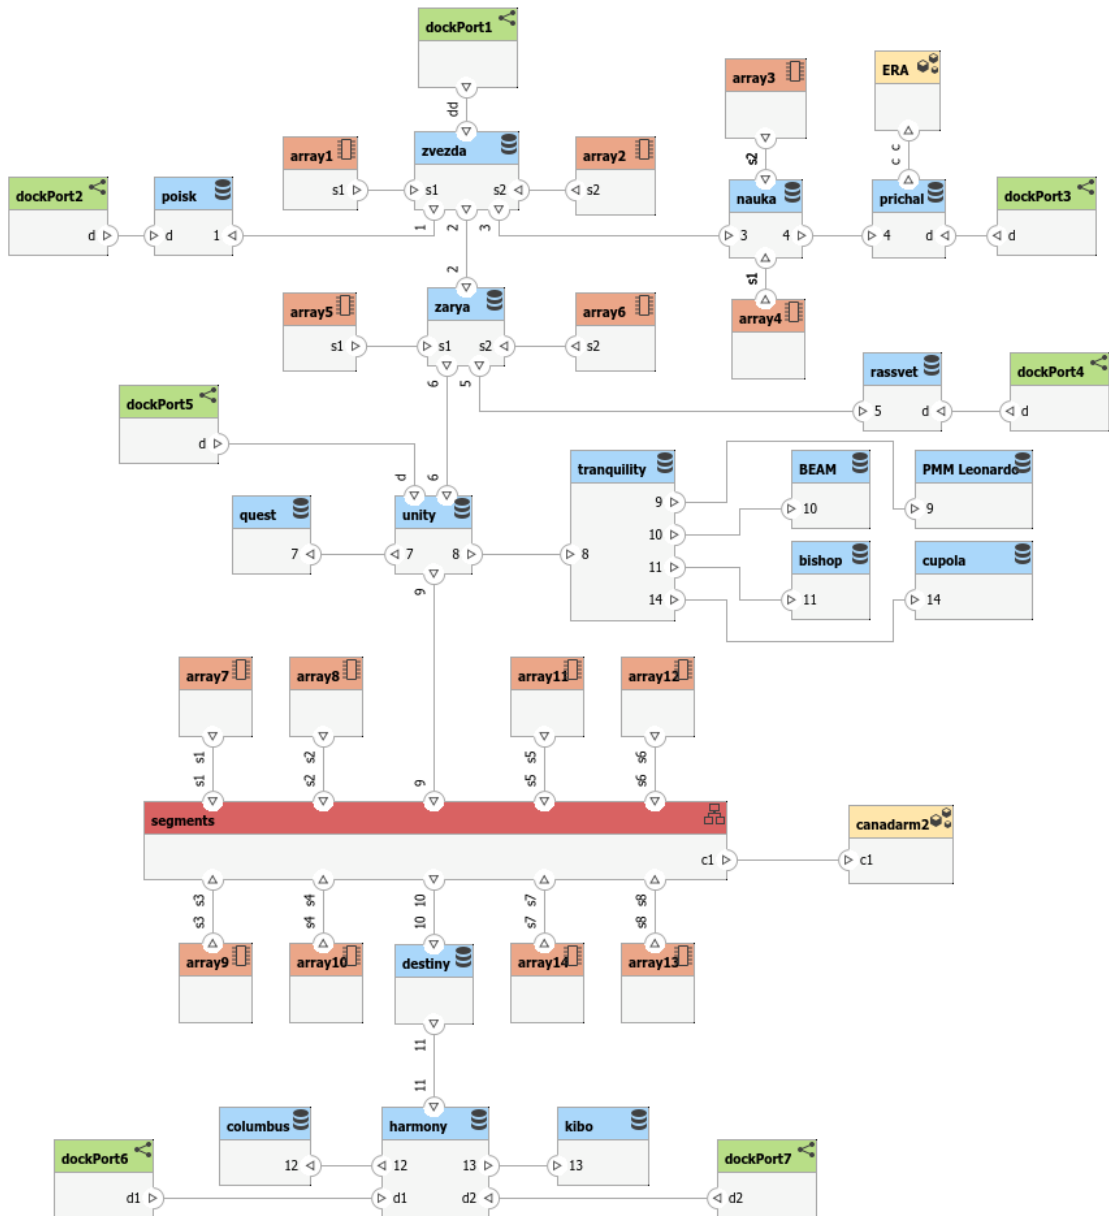 dockPort1
dd
array3
s2
ERA
c c
array1
s1
zvezda
s1 s2
1 2 3
array2
s2
dockPort2
d
poisk
d 1
nauka
3 4
prichal
4 d
dockPort3
d
s1
array4
2
array5
s1
zarya
s1 s2
6 5
array6
s2
rassvet
5 d
dockPort4
d
dockPort5
d
d 6
quest
7
unity
7 8
9
tranquility
8
9
10
11
14
BEAM
10
PMM Leonardo
9
bishop
11
cupola
14
array7
s1
s1
array8
s2
s2
array11
s5
s5
array12
s6
s6
9
segments
c1
canadarm2
c1
s3 s3
array9
s4 s4
array10
10 10
destiny
s7 s7
array14
s8 s8
array13
11
11
columbus
12
harmony
12 13
d1 d2
kibo
13
dockPort6
d1
dockPort7
d2